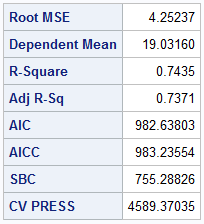 Root MSE 4.25237
Dependent Mean 19.03160
R-Square 0.7435
Adj R-Sq 0.7371
AIC 982.63803
AICC 983.23554
SBC 755.28826
CV PRESS 4589.37035